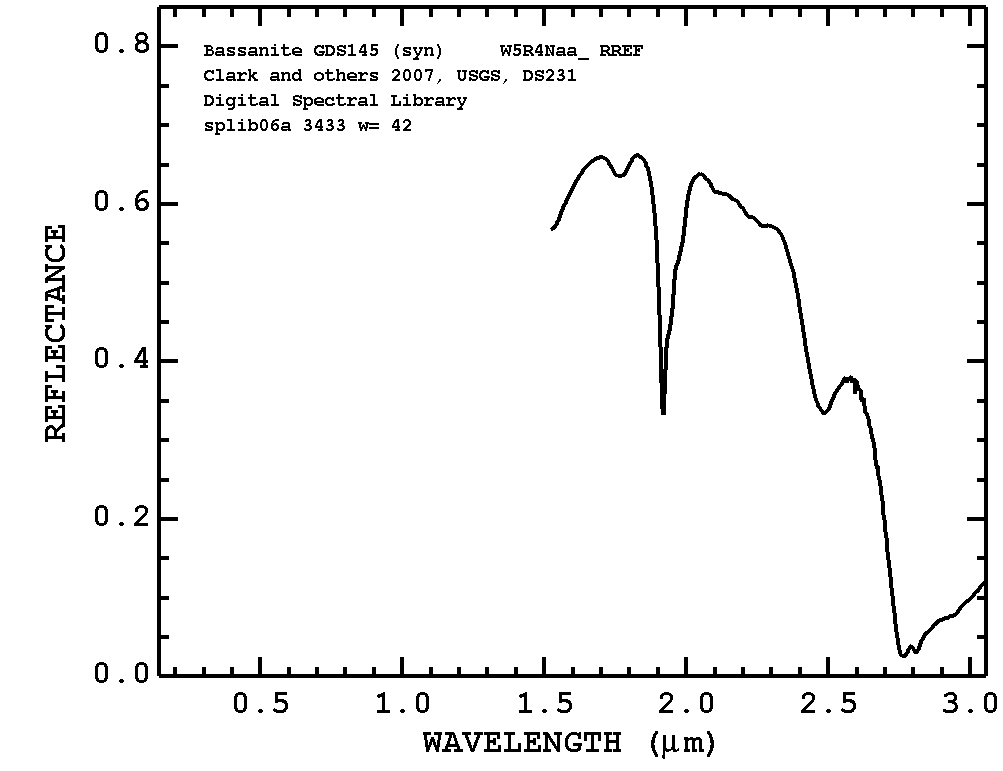 Bassanite GDS145 (syn) W5R4Naa_ RREF
Clark and others 2007, USGS, DS231
Digital Spectral Library
splib06a 3433 w= 42
REFLECTANCE
0.8
0.6
0.4
0.2
0.0
0.5 1.0 1.5 2.0 2.5 3.0
WAVELENGTH (μm)